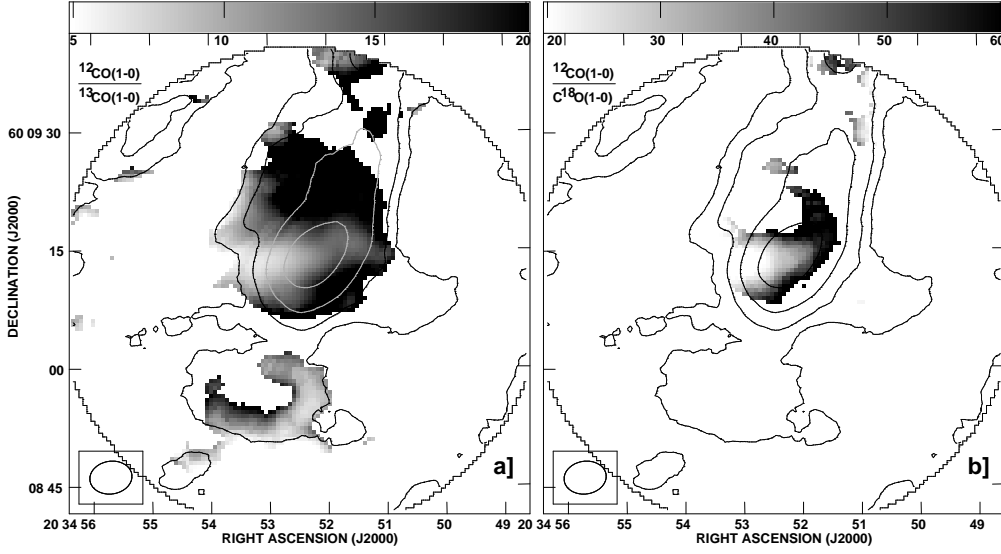 5 10 15 20
20 30 40 50 60
12CO(1-0)
13CO(1-0)
12CO(1-0)
C18O(1-0)
DECLINATION (J2000)
60 09 30
15
00
08 45
a]
b]
20 34 56 55 54 53 52 51 50 49 48
20 34 56 55 54 53 52 51 50 49 48
RIGHT ASCENSION (J2000)
RIGHT ASCENSION (J2000)